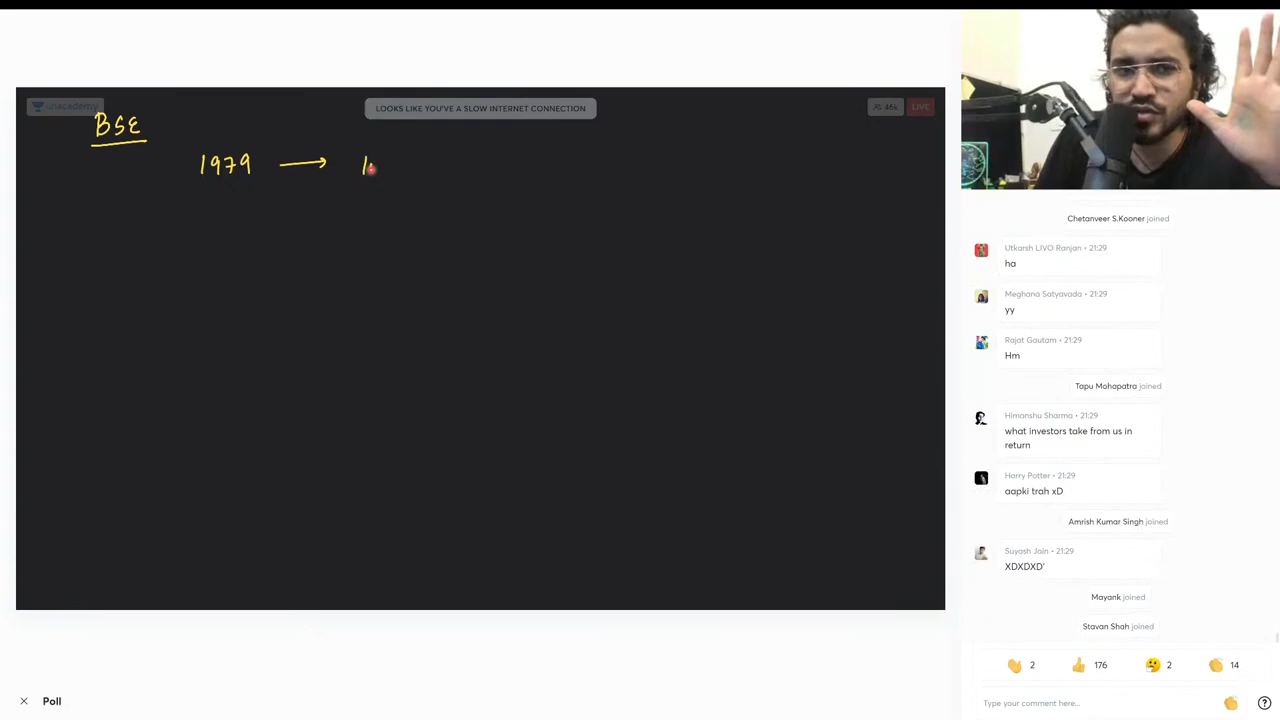 unacademy
LOOKS LIKE YOU'VE A SLOW INTERNET CONNECTION
46k
LIVE
BSE
1979 → 1
Chetanveer S.Kooner joined
Utkarsh LIVO Ranjan • 21:29
ha
Meghana Satyavada • 21:29
yy
Rajat Gautam • 21:29
Hm
Tapu Mohapatra joined
Himanshu Sharma • 21:29
what investors take from us in
return
Harry Potter • 21:29
aapki trah xD
Amrish Kumar Singh joined
Suyash Jain • 21:29
XDXDXD'
Mayank joined
Stavan Shah joined
2
176
2
14
Type your comment here...
Poll